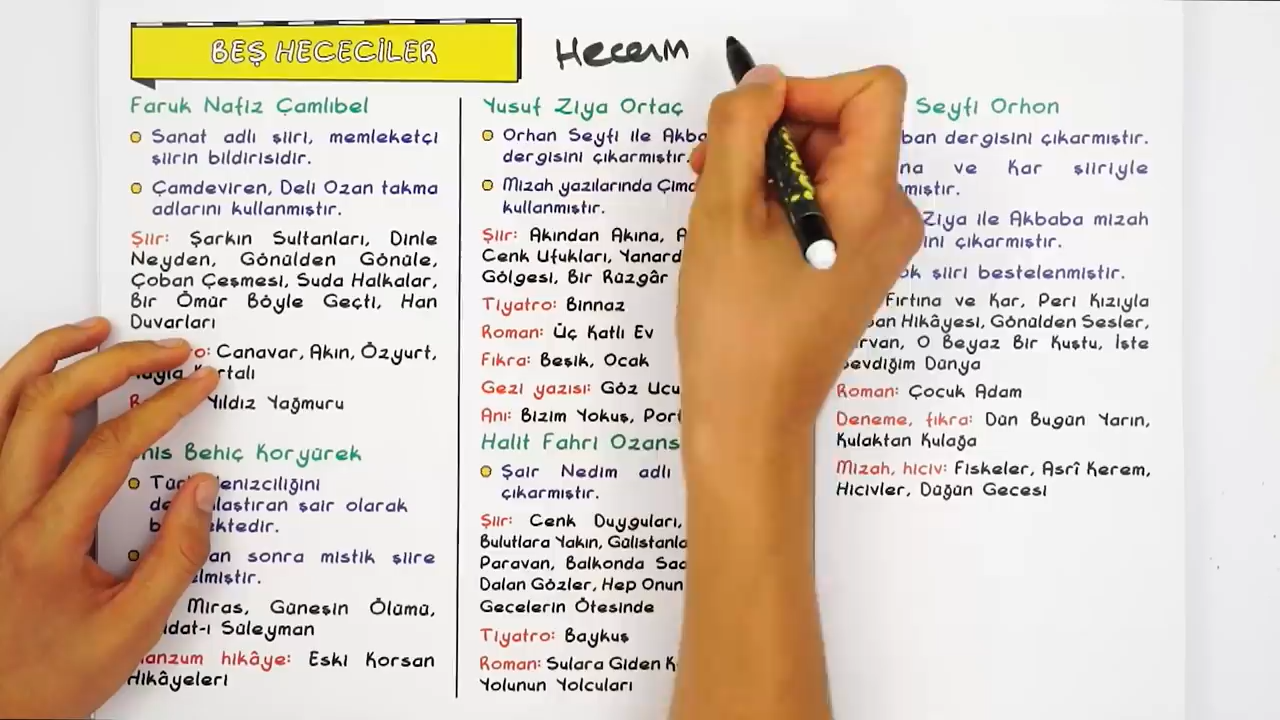 BEŞ HECECİLER
Hecem
Faruk Nafiz Çamlıbel
Sanat adlı şiiri, memleketçi
şiirin bildirisidir.
Çamdeviren, Deli Ozan takma
adlarını kullanmıştır.
Şiir: Şarkın Sultanları, Dinle
Neyden, Gönülden Gönüle,
Çoban Çeşmesi, Suda Halkalar,
Bir Ömür Böyle Geçti, Han
Duvarları
Canavar, Akın, Özyurt,
Yıldız Yağmuru
Behiç Koryürek
şair olarak
sonra mistik şiire
Miras, Güneşin Ölümü,
Süleyman
hikâye: Eski Korsan
Hikâyeleri
Yusuf Ziya Ortaç
Orhan Seyfi ile
dergisini çıkarmıştır.
Mizah yazılarında
kullanmıştır.
Şiir: Akından Akına,
Cenk Ufukları,
Gölgesi, Bir Rüzgâr
Tiyatro: Binnaz
Roman: Üç Katlı Ev
Fıkra: Beşik, Ocak
Gezi yazısı: Göz
Anı: Bizim Yokuş,
Halit Fahri
Şair Nedim adlı
çıkarmıştır.
Şiir: Cenk Duyguları,
Bulutlara Yakın,
Paravan, Balkonda
Dalan Gözler, Hep Onun
Gecelerin Ötesinde
Tiyatro: Baykuş
Roman: Sulara Giden
Yolunun Yolcuları
Seyfi Orhon
dergisini çıkarmıştır.
ve Kar şiiriyle
Ziya ile Akbaba mizah
çıkarmıştır.
şiiri bestelenmiştir.
Fırtına ve Kar, Peri Kızıyla
Hikâyesi, Gönülden Sesler,
O Beyaz Bir Kuştu, İşte
Sevdiğim Dünya
Roman: Çocuk Adam
Deneme, fıkra: Dün Bugün Yarın,
Kulaktan Kulağa
Mizah, hiciv: Fiskeler, Asrî Kerem,
Hicivler, Düğün Gecesi